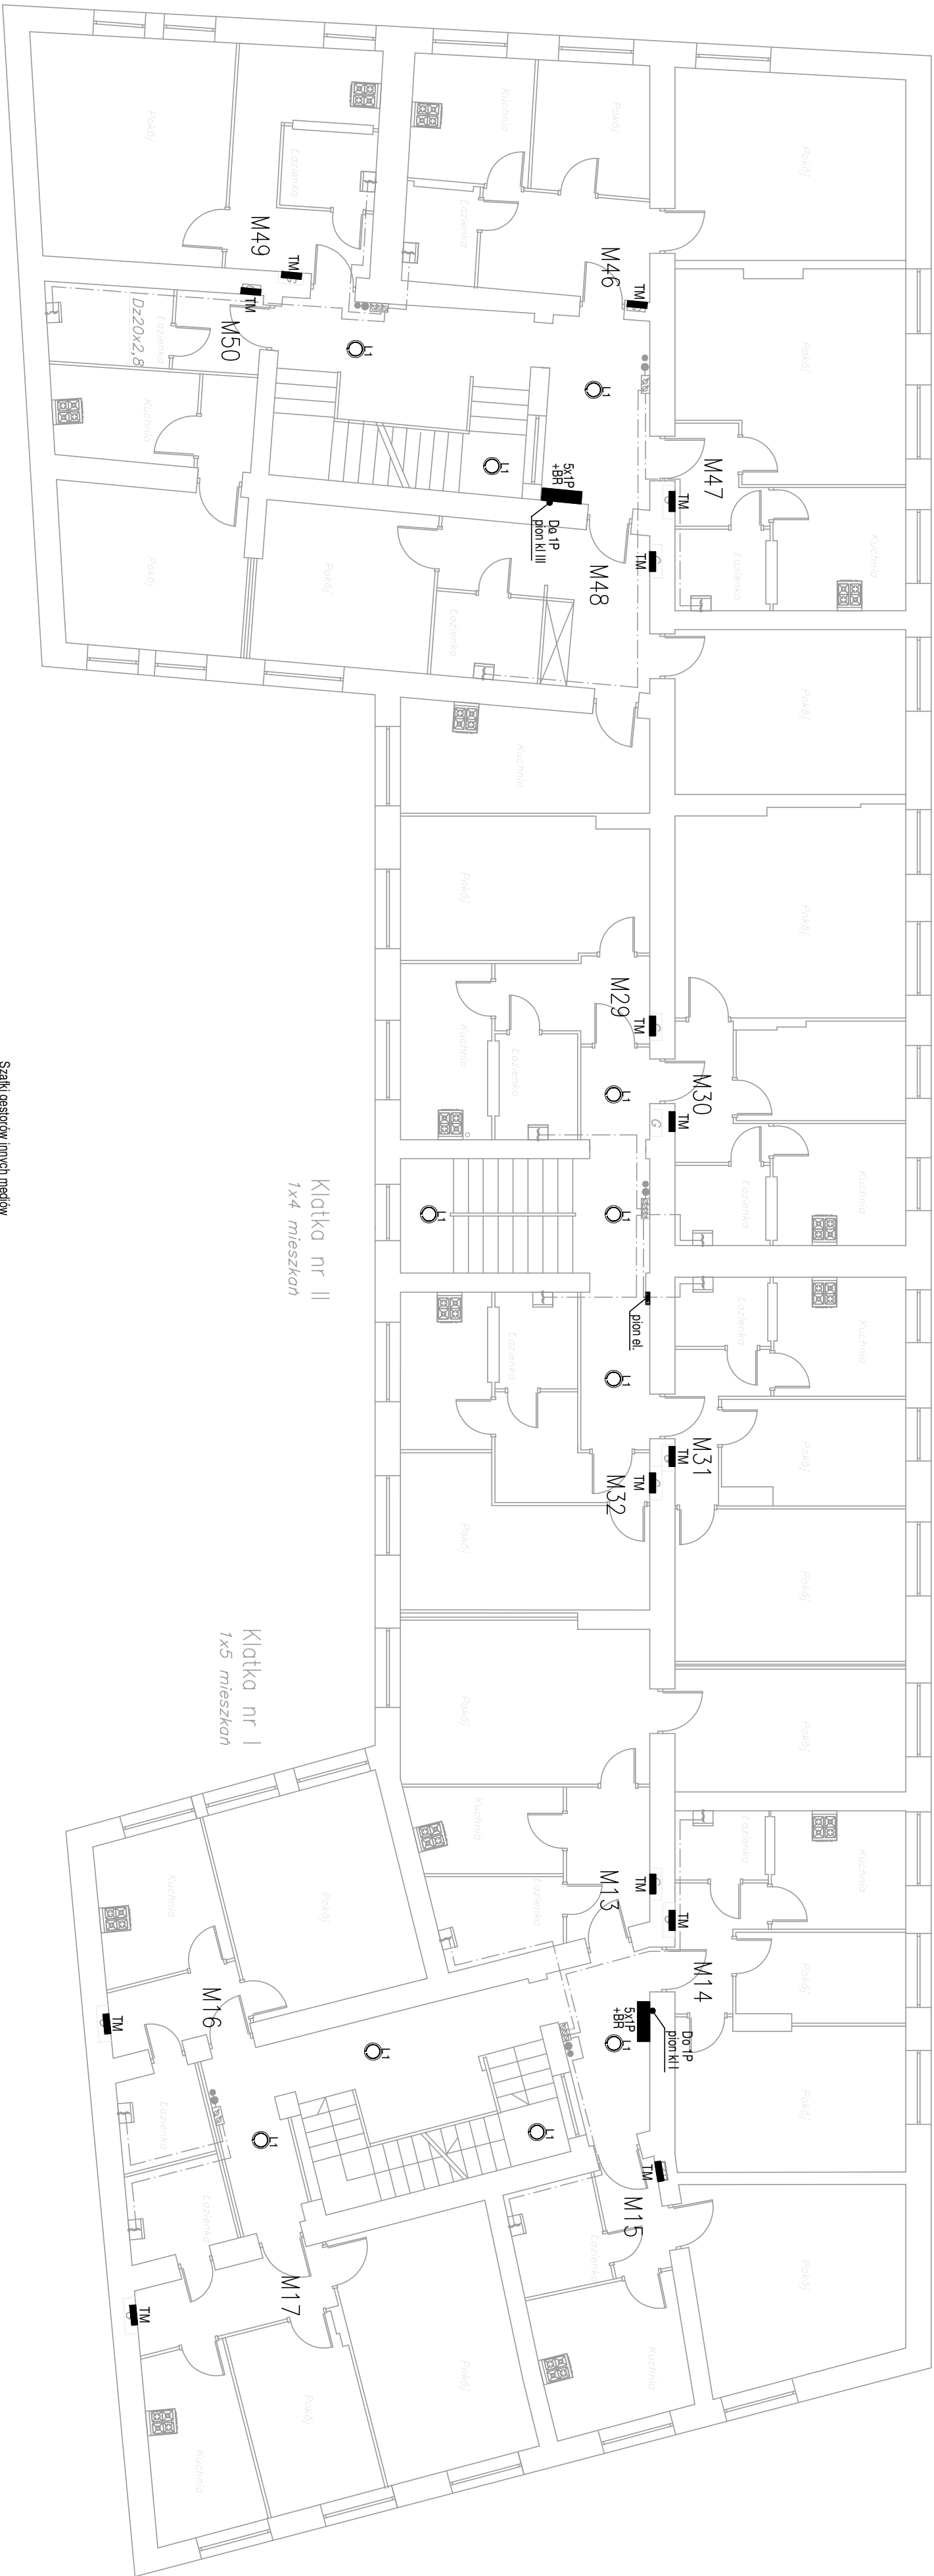 Kuchnia
Kuchnia
Kuchnia
Kuchnia
Pokój
Pokój
Pokój
Pokój
Pokój
Pokój
Pokój
Pokój
Pokój
Pokój
Łazienka
Łazienka
Łazienka
Łazienka
M47
M30
M31
M14
TM
TM
TM
TM
Do 1P
pion kl I
5x1P
+BR
L1
TM
TM
TM
TM
TM
TM
pion el.
Pokój
M46
M48
M29
M32
M13
M15
L1
L1
L1
L1
Łazienka
Kuchnia
5x1P
+BR
Do 1P
pion kl III
Kuchnia
Kuchnia
Łazienka
Łazienka
Łazienka
L1
L1
L1
Łazienka
Łazienka
Pokój
Kuchnia
Kuchnia
Pokój
Pokój
Pokój
Pokój
L1
L1
Pokój
Pokój
Klatka nr II
1x4 mieszkań
Łazienka
M49
TM
TM
M50
M17
Pokój
L1
Klatka nr I
1x5 mieszkań
M16
Pokój
Łazienka
Dz20x2,8
Kuchnia
Pokój
Kuchnia
Łazienka
Łazienka
Kuchnia
TM
TM
G
Szafki gestorów innych mediów